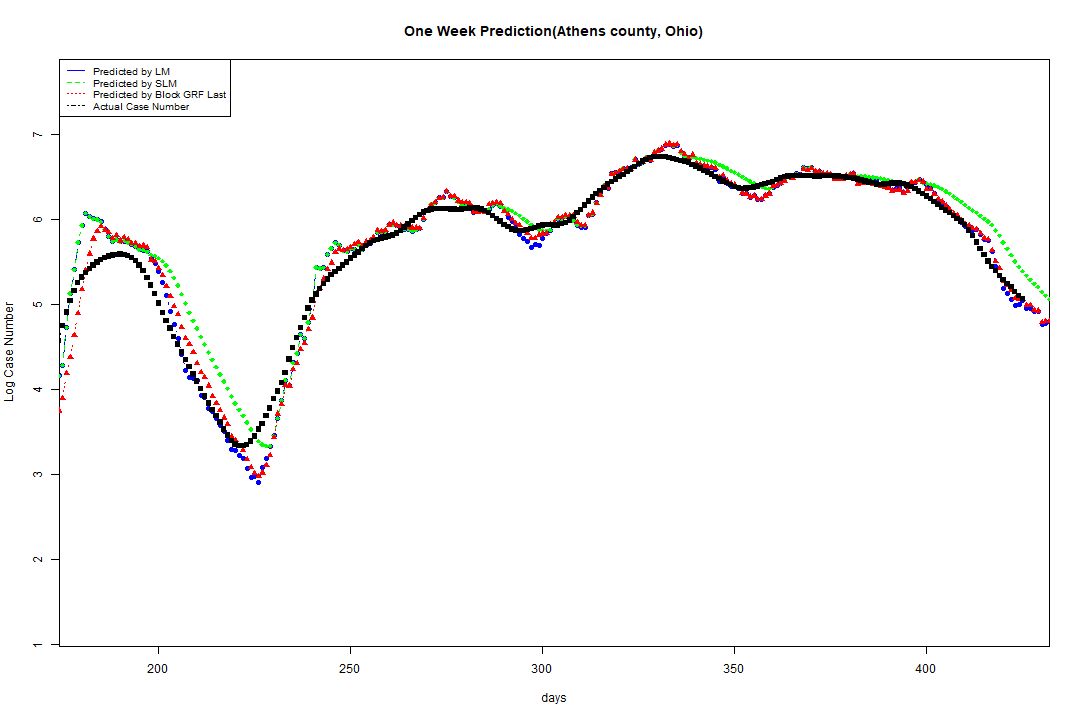 One Week Prediction(Athens county, Ohio)
Predicted by LM
Predicted by SLM
Predicted by Block GRF Last
Actual Case Number
7
6
5
4
3
2
1
Log Case Number
200 250 300 350 400
days